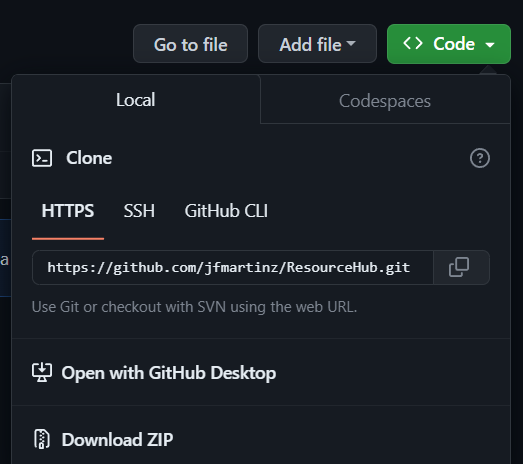 Go to file Add file Code
Local Codespaces
Clone
HTTPS SSH GitHub CLI
https://github.com/jfmartinz/ResourceHub.git
Use Git or checkout with SVN using the web URL.
a
Open with GitHub Desktop
Download ZIP